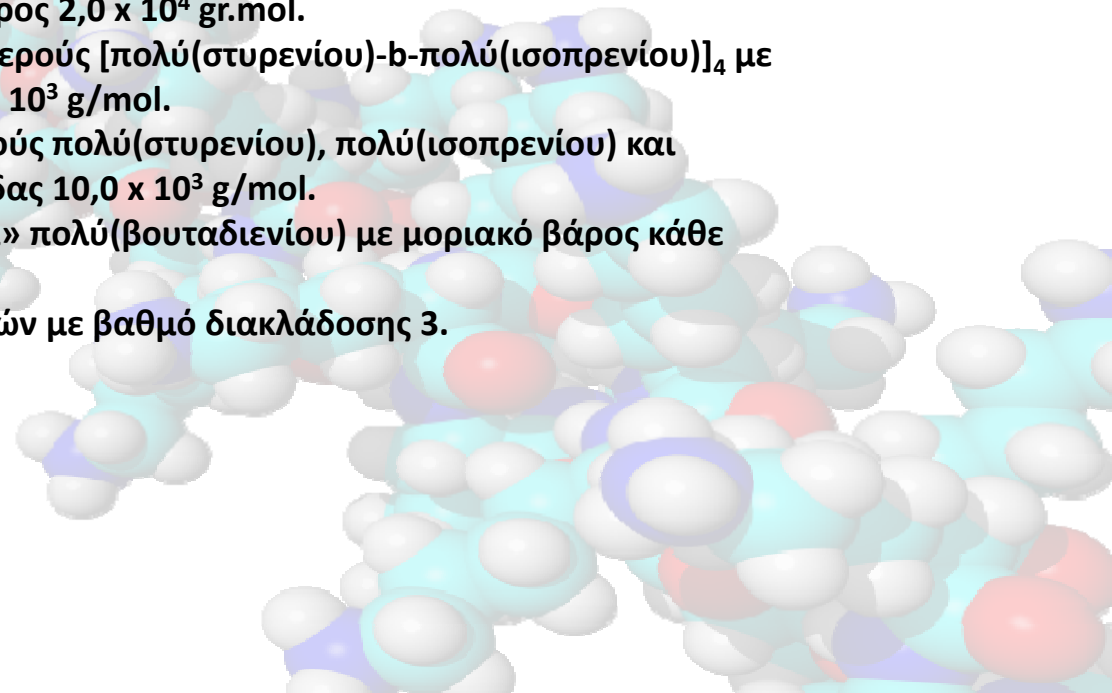 ρος 2,0 x 10⁴ gr.mol.
ερούς [πολύ(στυρενίου)-b-πολύ(ισοπρενίου)]₄ με
10³ g/mol.
ούς πολύ(στυρενίου), πολύ(ισοπρενίου) και
δας 10,0 x 10³ g/mol.
» πολύ(βουταδιενίου) με μοριακό βάρος κάθε
ών με βαθμό διακλάδοσης 3.